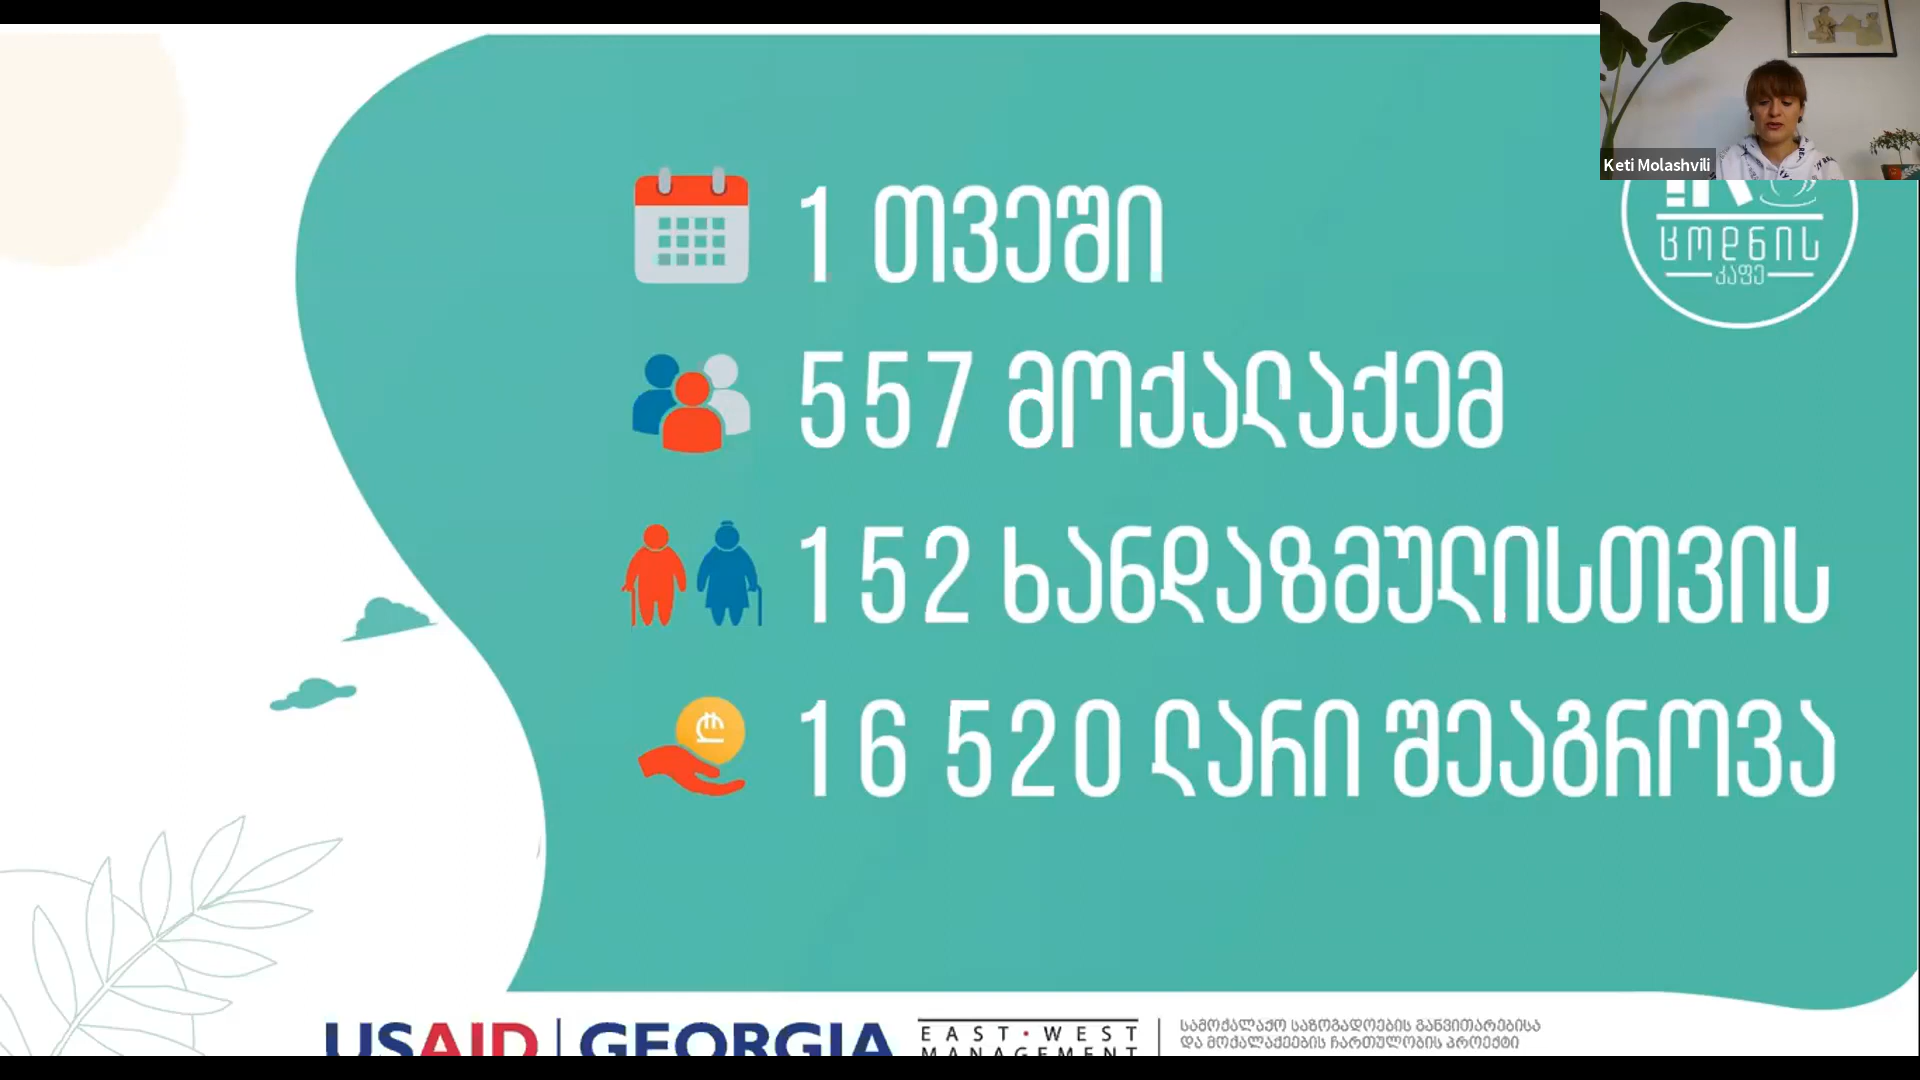 Keti Molashvili
ცოდნის
კაფე
1 თვეში
557 მოქალაქემ
152 ხანდაზმულისთვის
16 520 ლარი შეაგროვა
USAID | GEORGIA
EAST•WEST
MANAGEMENT
სამოქალაქო საზოგადოების განვითარებისა
და მოქალაქეების ჩართულობის პროექტი